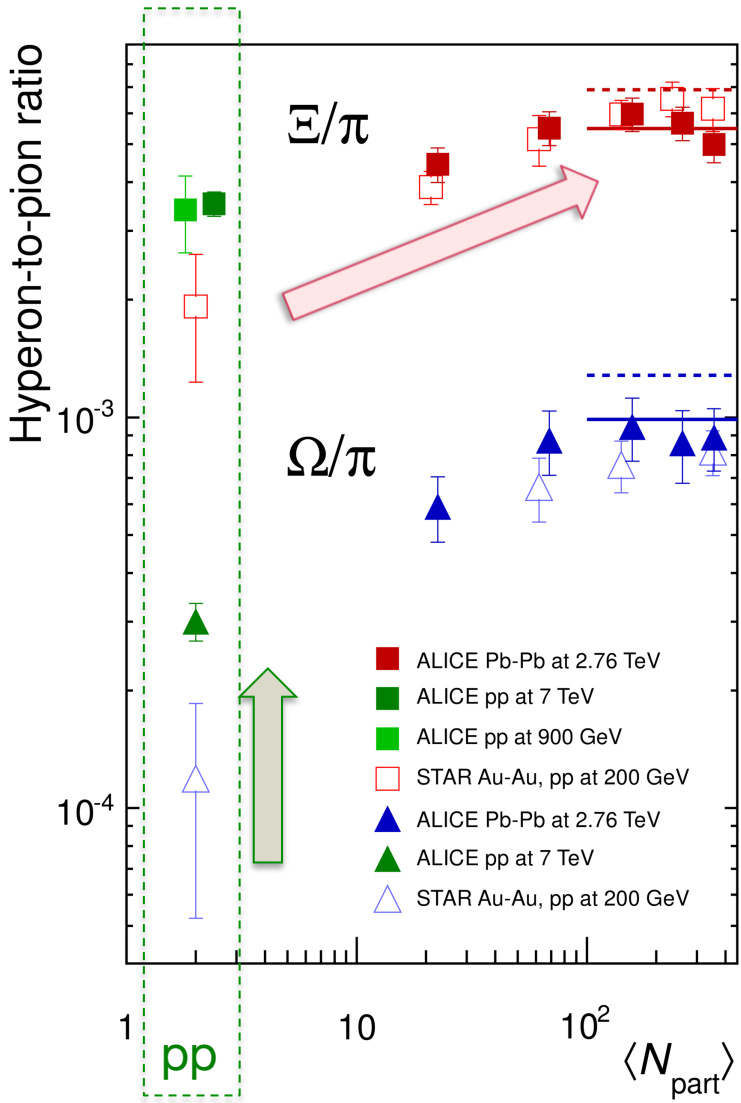 Hyperon-to-pion ratio
Ξ/π
10⁻³
Ω/π
10⁻⁴
ALICE Pb-Pb at 2.76 TeV
ALICE pp at 7 TeV
ALICE pp at 900 GeV
STAR Au-Au, pp at 200 GeV
ALICE Pb-Pb at 2.76 TeV
ALICE pp at 7 TeV
STAR Au-Au, pp at 200 GeV
1 10 10²
pp ⟨N_part⟩